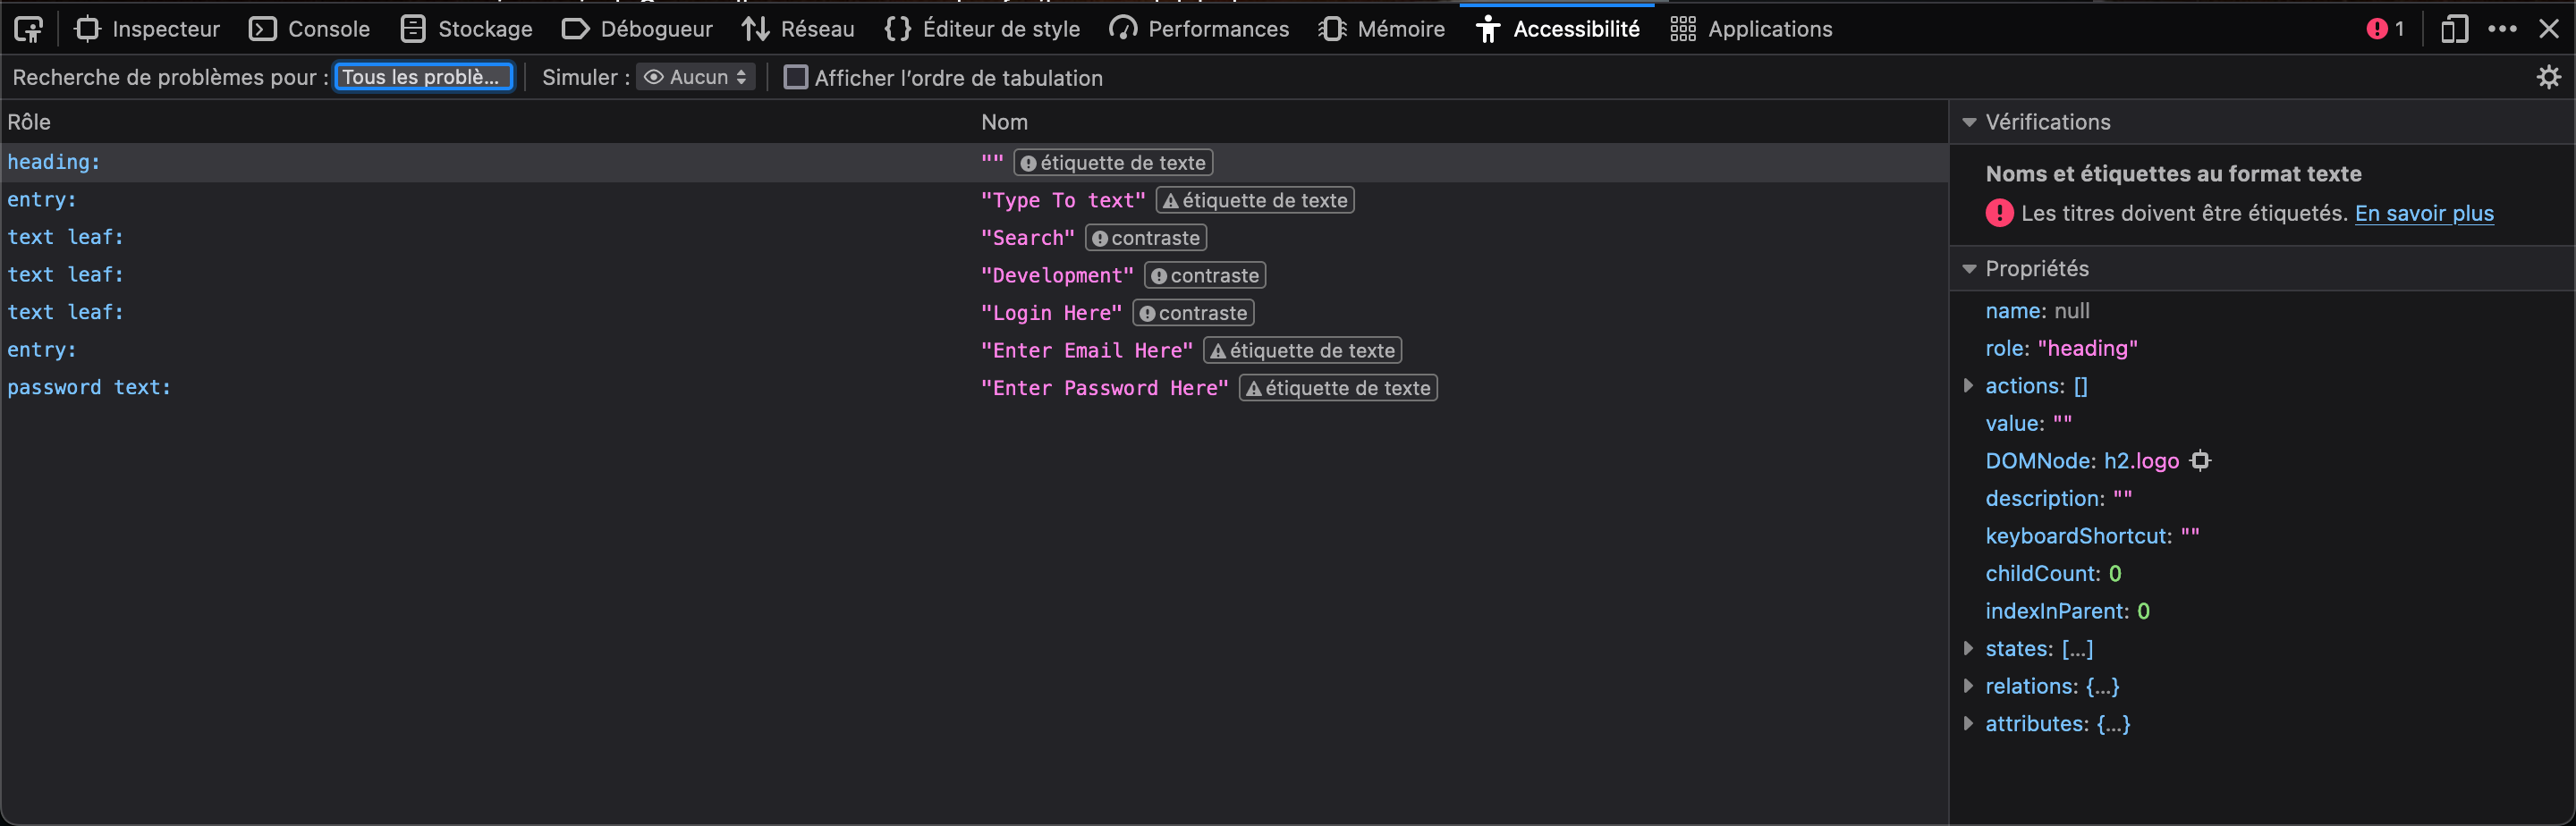 Inspecteur Console Stockage Débogueur Réseau Éditeur de style Performances Mémoire Accessibilité Applications 1
Recherche de problèmes pour : Tous les problè... Simuler : Aucun Afficher l’ordre de tabulation
Rôle Nom
heading: "" étiquette de texte
entry: "Type To text" étiquette de texte
text leaf: "Search" contraste
text leaf: "Development" contraste
text leaf: "Login Here" contraste
entry: "Enter Email Here" étiquette de texte
password text: "Enter Password Here" étiquette de texte
Vérifications
Noms et étiquettes au format texte
Les titres doivent être étiquetés. En savoir plus
Propriétés
name: null
role: "heading"
actions: []
value: ""
DOMNode: h2.logo
description: ""
keyboardShortcut: ""
childCount: 0
indexInParent: 0
states: […]
relations: {…}
attributes: {…}